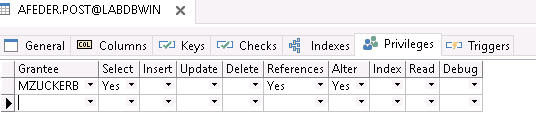 AFEDER.POST@LABDBWIN
General Columns Keys Checks Indexes Privileges Triggers
Grantee Select Insert Update Delete References Alter Index Read Debug
MZUCKERB Yes Yes Yes